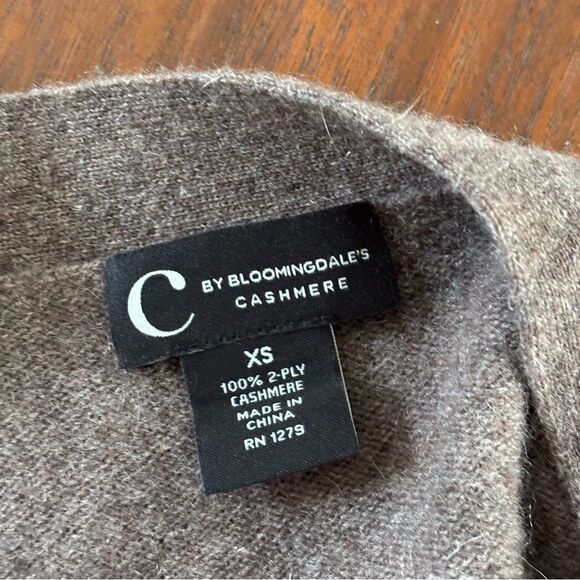 C
BY BLOOMINGDALE'S
CASHMERE
XS
100% 2-PLY
CASHMERE
MADE IN
CHINA
RN 1279